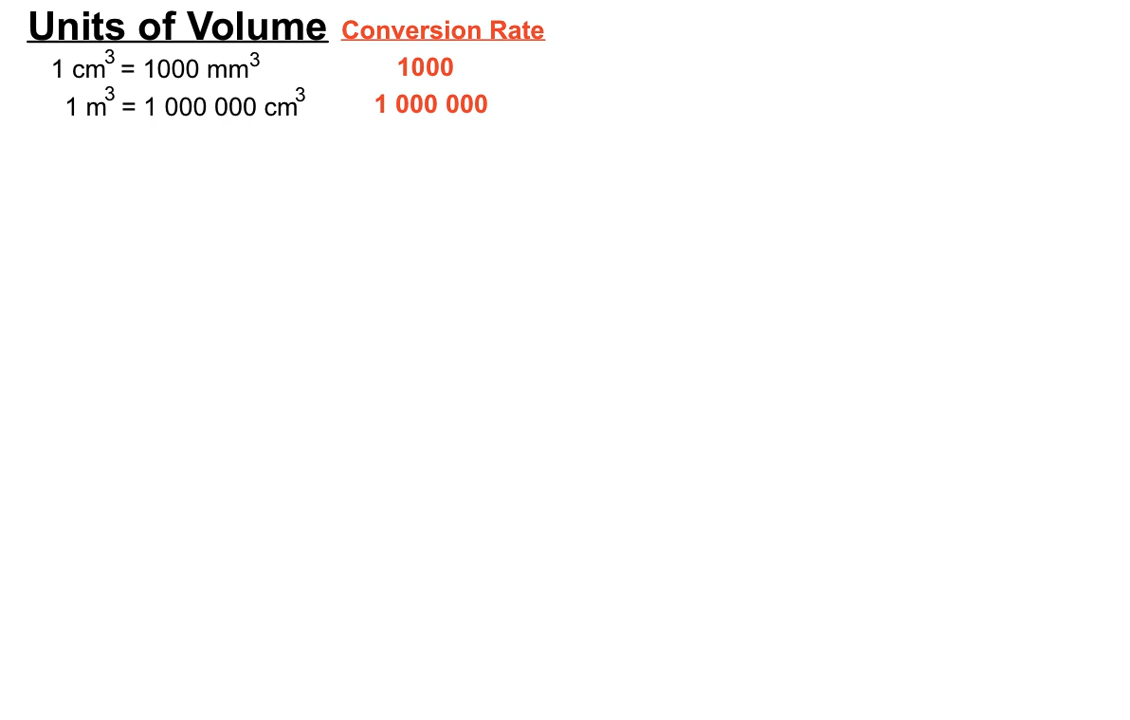 Units of Volume Conversion Rate
1 cm³ = 1000 mm³ 1000
1 m³ = 1 000 000 cm³ 1 000 000